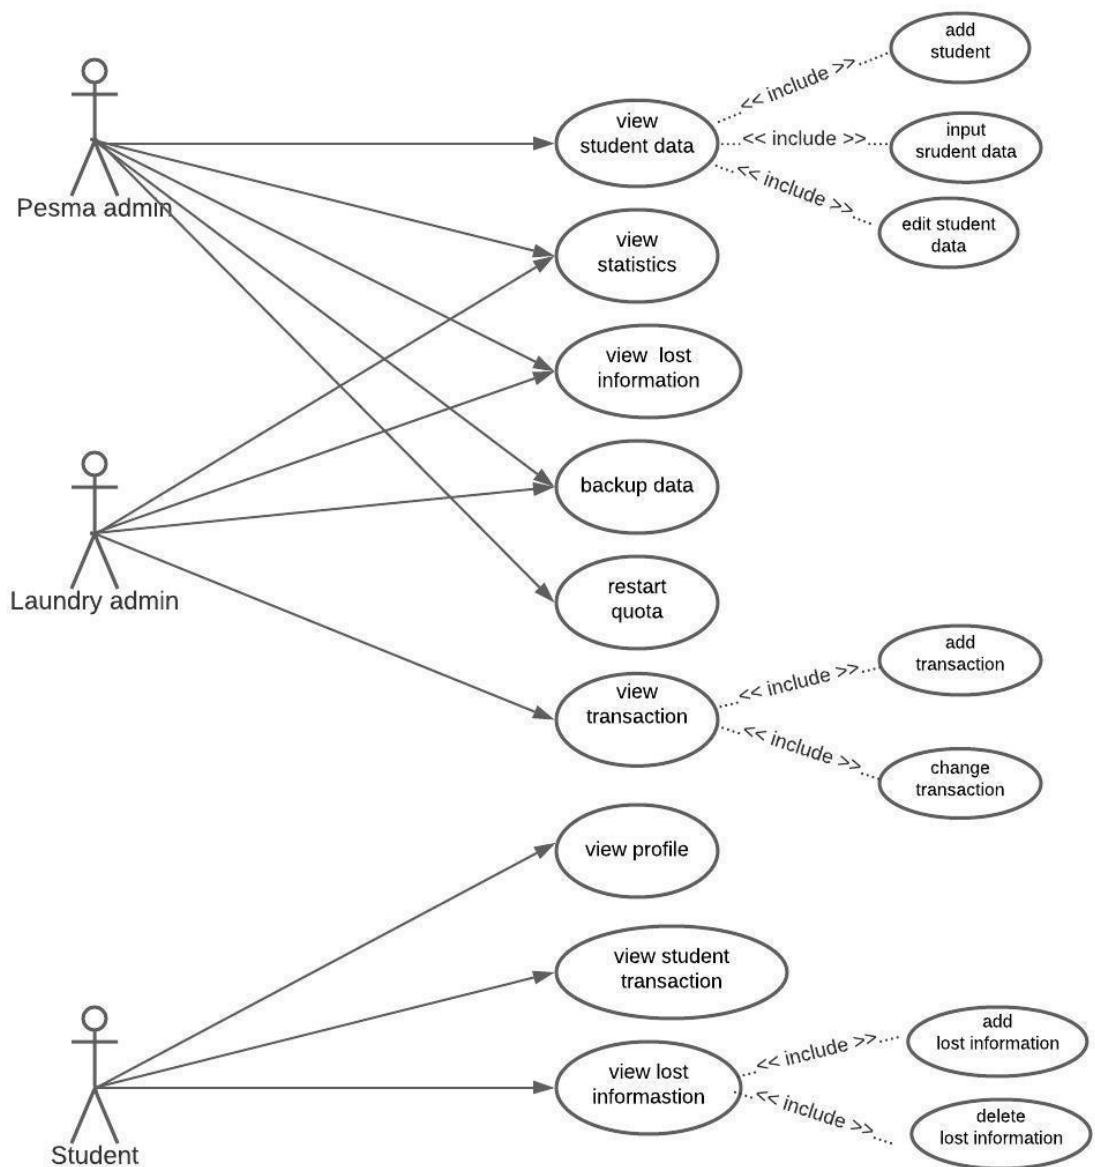 add
student
<< include >>
view
student data
<< include >>
input
srudent data
<< include >>
edit student
data
Pesma admin
view
statistics
view lost
information
backup data
Laundry admin
restart
quota
add
transaction
<< include >>
view
transaction
<< include >>
change
transaction
view profile
view student
transaction
add
lost information
<< include >>
view lost
informastion
<< include >>
delete
lost information
Student